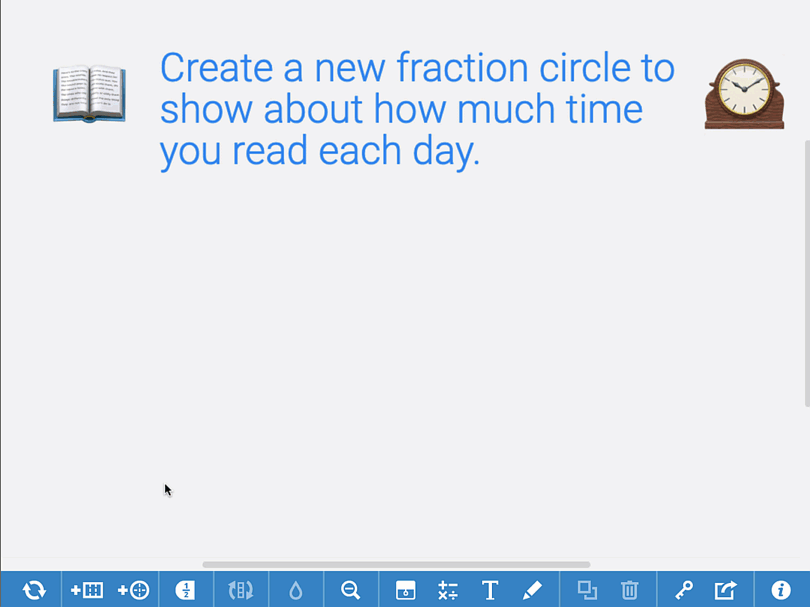 Create a new fraction circle to
show about how much time
you read each day.